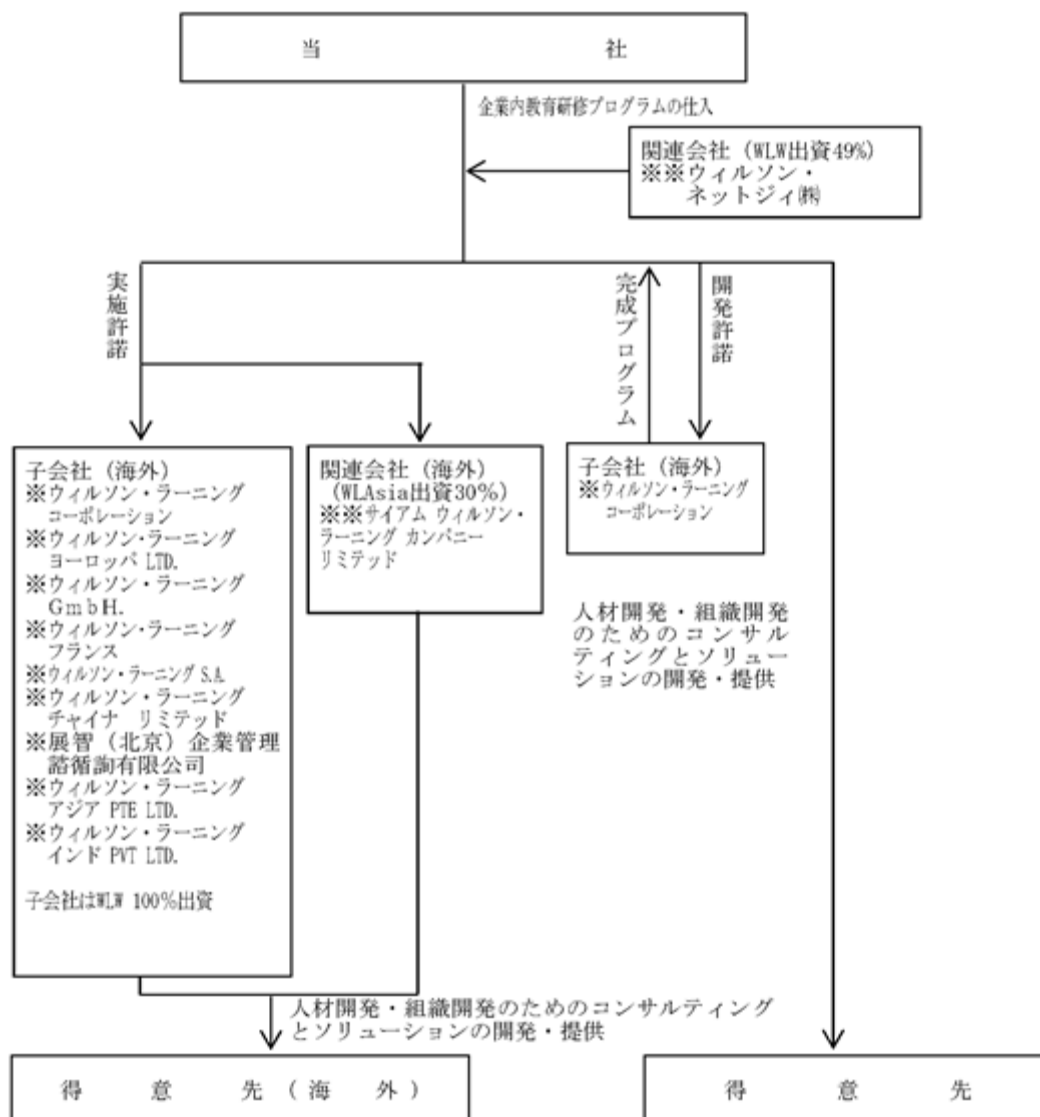 当　　　社
企業内教育研修プログラムの仕入
関連会社（WLW出資49%）
※※ウィルソン・
ネットジィ㈱
実施許諾
完成プログラム
開発許諾
子会社（海外）
※ウィルソン・ラーニング
コーポレーション
※ウィルソン・ラーニング
ヨーロッパ LTD.
※ウィルソン・ラーニング
GmbH.
※ウィルソン・ラーニング
フランス
※ウィルソン・ラーニング S.A.
※ウィルソン・ラーニング
チャイナ　リミテッド
※展智（北京）企業管理
諮循詢有限公司
※ウィルソン・ラーニング
アジア PTE LTD.
※ウィルソン・ラーニング
インド PVT LTD.
子会社はWLW 100%出資
関連会社（海外）
（WLAsia出資30%）
※※サイアム ウィルソン・
ラーニング カンパニー
リミテッド
子会社（海外）
※ウィルソン・ラーニング
コーポレーション
人材開発・組織開発
のためのコンサル
ティングとソリュー
ションの開発・提供
人材開発・組織開発のためのコンサルティング
とソリューションの開発・提供
得　意　先（海　外）
得　意　先